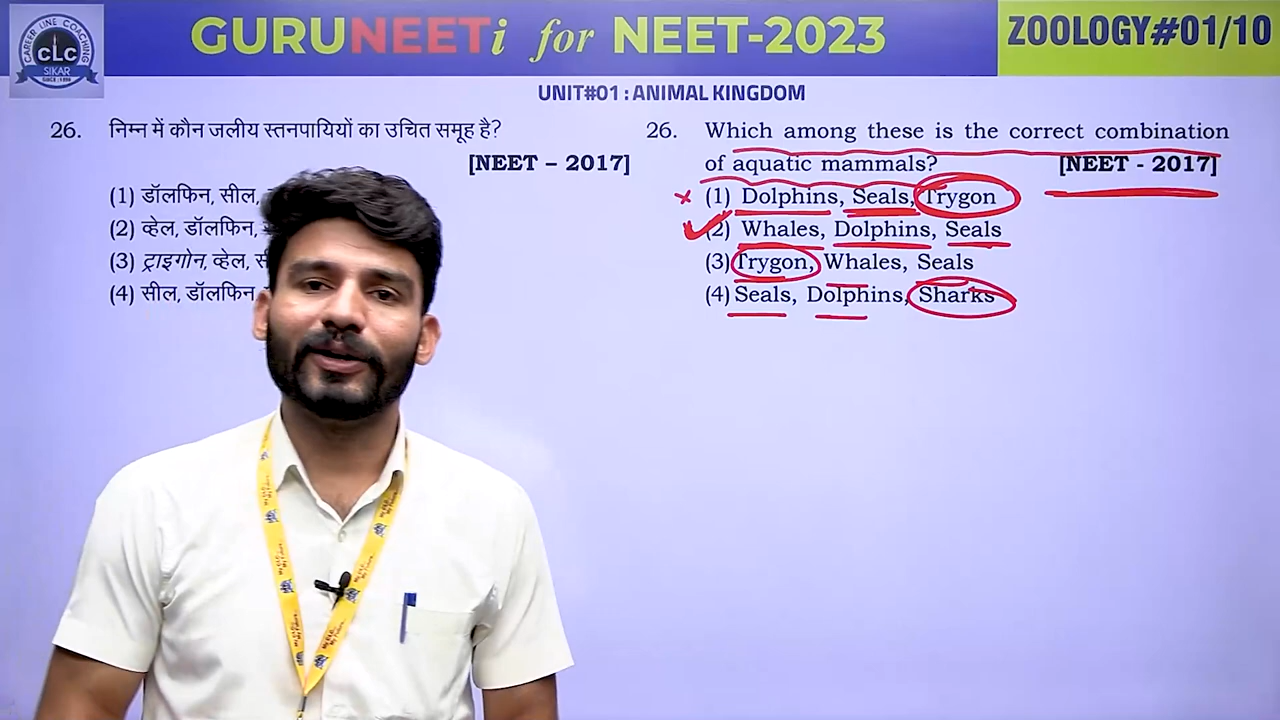 CAREER LINE COACHING
CLC
SIKAR
SINCE : 1996
GURUNEETi for NEET-2023
ZOOLOGY#01/10
UNIT#01 : ANIMAL KINGDOM
26. निम्न में कौन जलीय स्तनपायियों का उचित समूह है?
[NEET – 2017]
(1) डॉलफिन, सील,
(2) व्हेल, डॉलफिन,
(3) ट्राइगोन, व्हेल,
(4) सील, डॉलफिन
26. Which among these is the correct combination
of aquatic mammals? [NEET - 2017]
(1) Dolphins, Seals, Trygon
(2) Whales, Dolphins, Seals
(3) Trygon, Whales, Seals
(4) Seals, Dolphins, Sharks